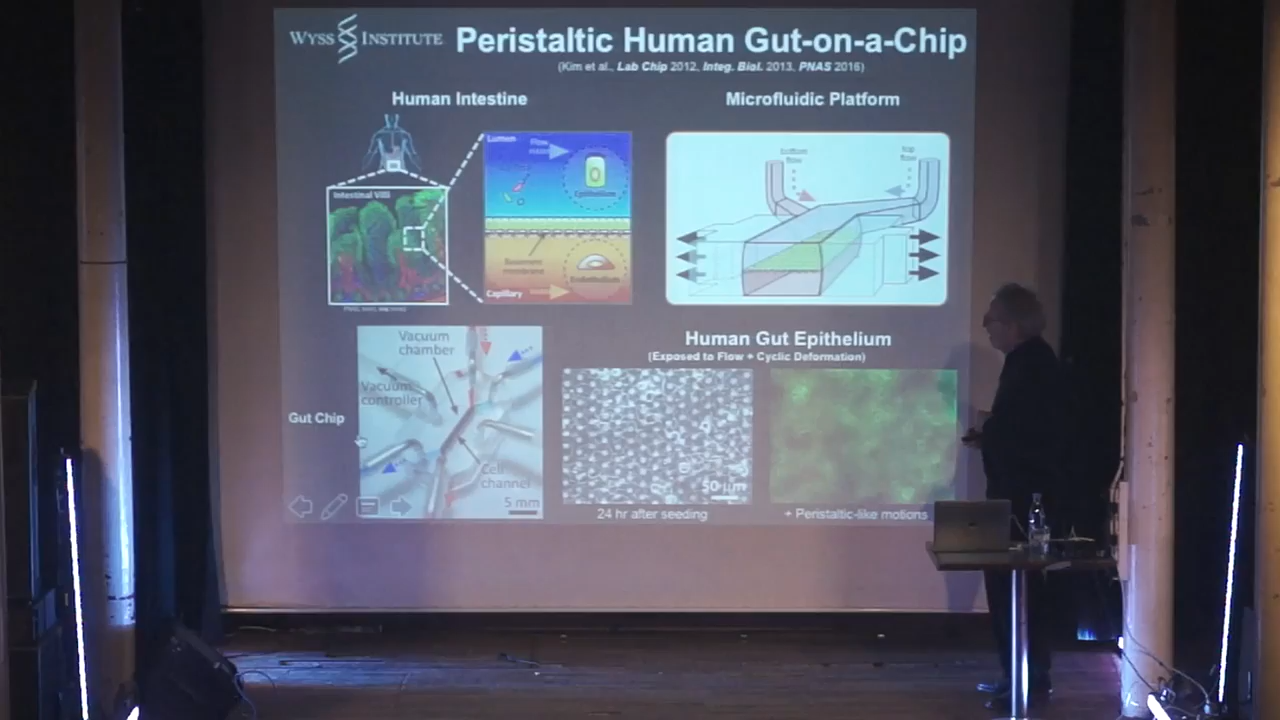 WYSS INSTITUTE
Peristaltic Human Gut-on-a-Chip
(Kim et al., Lab Chip 2012, Integ. Biol. 2013, PNAS 2016)
Human Intestine
Microfluidic Platform
Lumen
Flow
Epithelium
Intestinal Villi
Basement
membrane
Endothelium
Capillary
flow
flow
Human Gut Epithelium
(Exposed to Flow + Cyclic Deformation)
Vacuum
chamber
Vacuum
controller
Gut Chip
Cell
channel
5 mm
50 µm
24 hr after seeding
+ Peristaltic-like motions